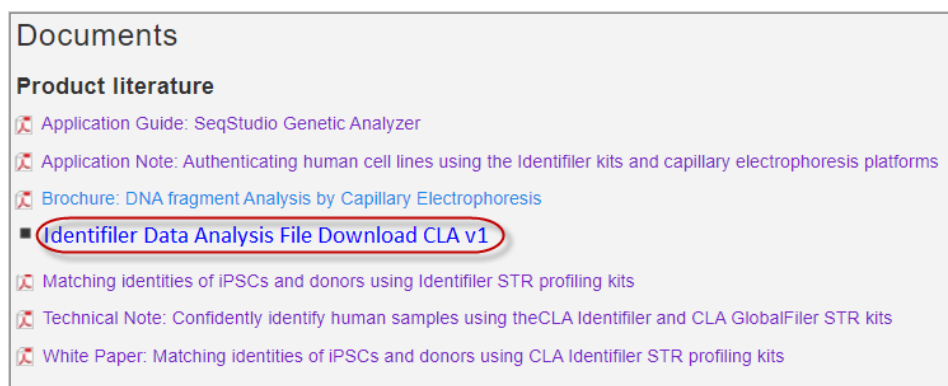 Documents
Product literature
Application Guide: SeqStudio Genetic Analyzer
Application Note: Authenticating human cell lines using the Identifiler kits and capillary electrophoresis platforms
Brochure: DNA fragment Analysis by Capillary Electrophoresis
Identifiler Data Analysis File Download CLA v1
Matching identities of iPSCs and donors using Identifiler STR profiling kits
Technical Note: Confidently identify human samples using theCLA Identifiler and CLA GlobalFiler STR kits
White Paper: Matching identities of iPSCs and donors using CLA Identifiler STR profiling kits